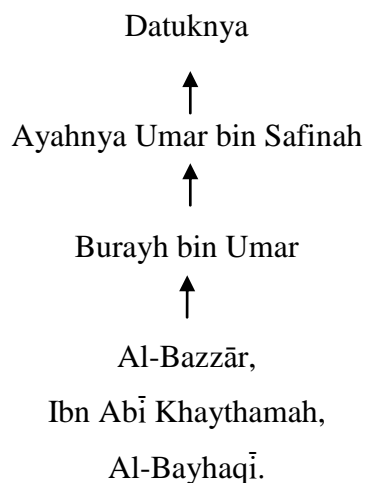 Datuknya
Ayahnya Umar bin Safinah
Burayh bin Umar
Al-Bazzār,
Ibn Abī Khaythamah,
Al-Bayhaqī.